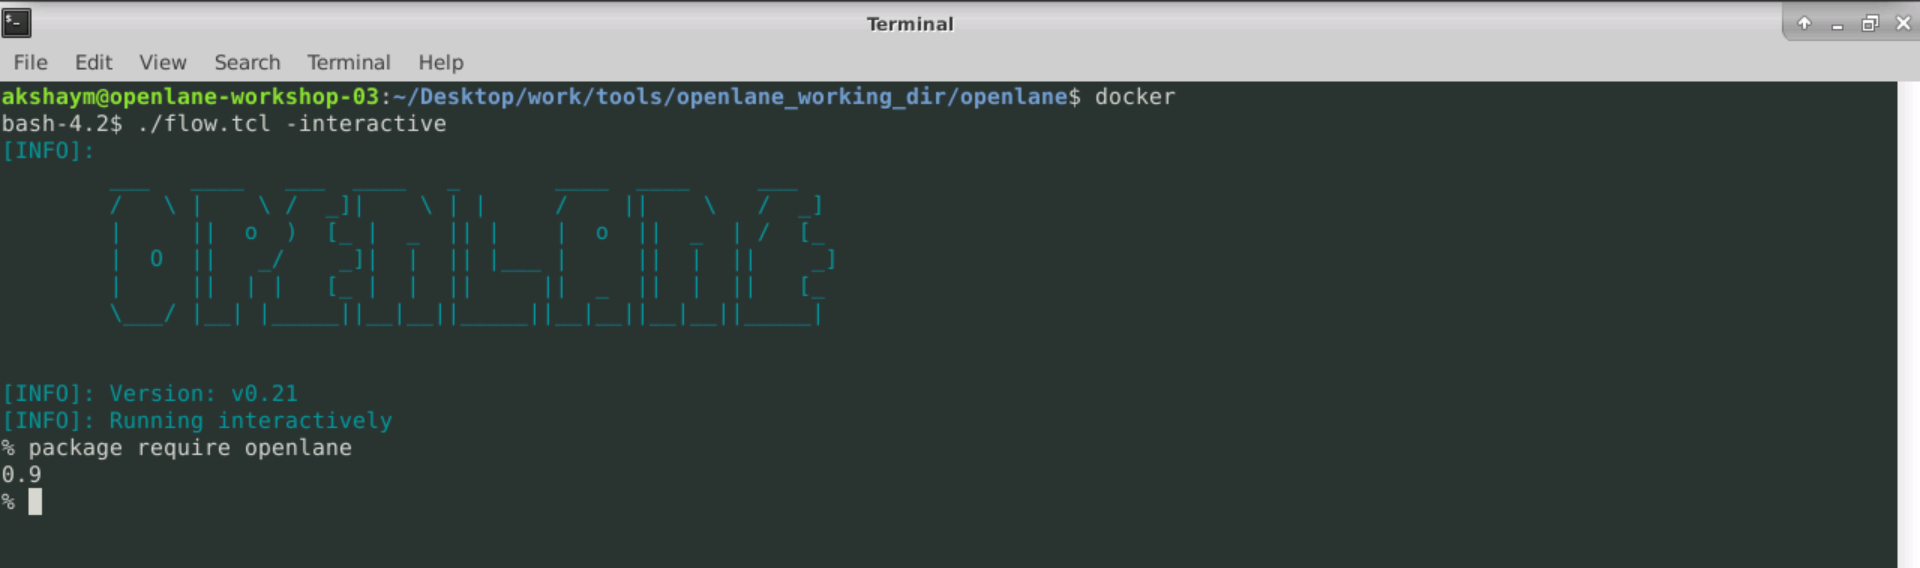 Terminal
File Edit View Search Terminal Help
akshaym@openlane-workshop-03:~/Desktop/work/tools/openlane_working_dir/openlane$ docker
bash-4.2$ ./flow.tcl -interactive
[INFO]:
OPENLANE
[INFO]: Version: v0.21
[INFO]: Running interactively
% package require openlane
0.9
%